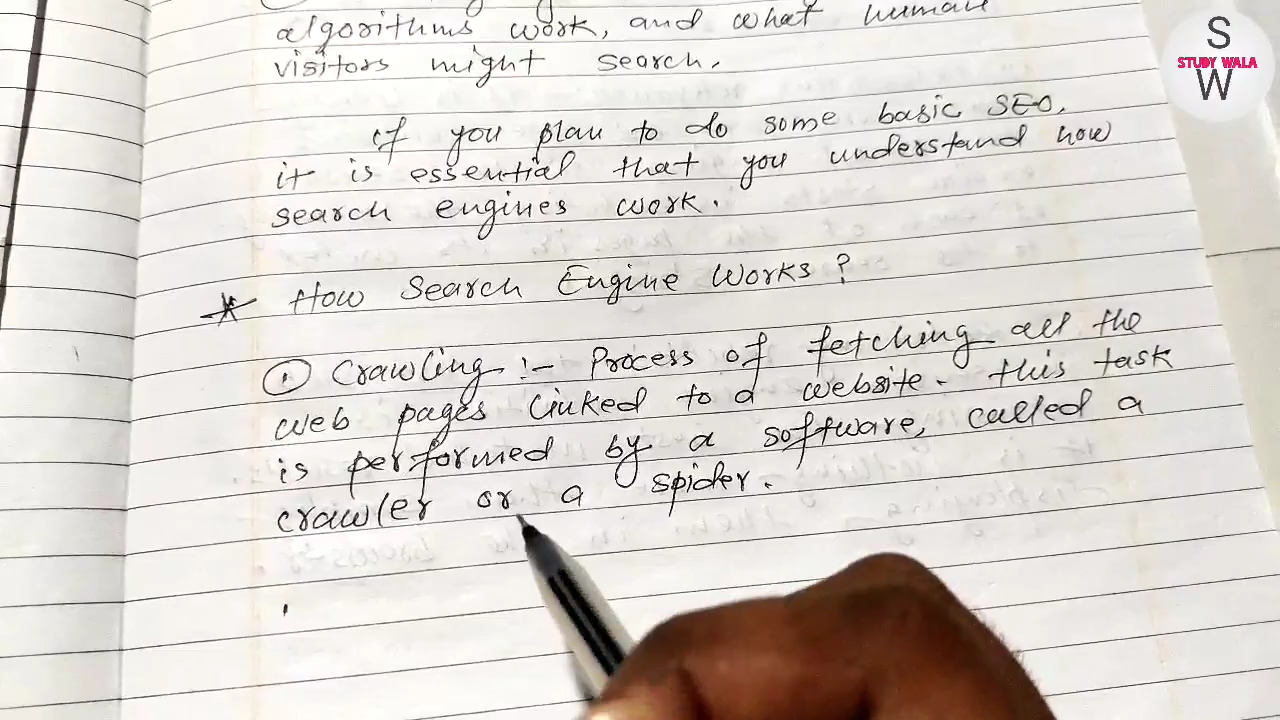 algorithms work, and what human
visitors might search.
if you plan to do some basic SEO,
it is essential that you understand how
search engines work.
* How Search Engine Works?
① Crawling :- Process of fetching all the
web pages linked to a website. this task
is performed by a software, called a
crawler or a spider.
S
STUDY WALA
W